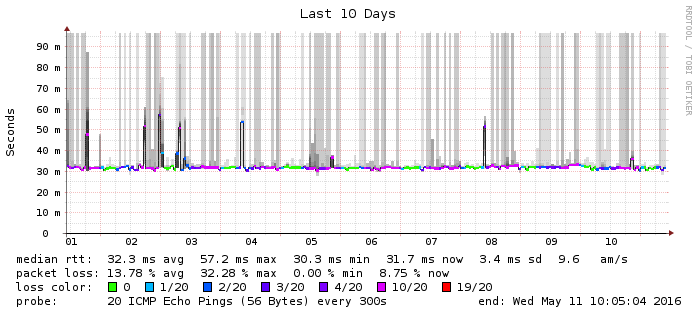 Last 10 Days
RRDTOOL / TOBI OETIKER
Seconds
90 m
80 m
70 m
60 m
50 m
40 m
30 m
20 m
10 m
0
01 02 03 04 05 06 07 08 09 10
median rtt: 32.3 ms avg 57.2 ms max 30.3 ms min 31.7 ms now 3.4 ms sd 9.6 am/s
packet loss: 13.78 % avg 32.28 % max 0.00 % min 8.75 % now
loss color: 0 1/20 2/20 3/20 4/20 10/20 19/20
probe: 20 ICMP Echo Pings (56 Bytes) every 300s end: Wed May 11 10:05:04 2016